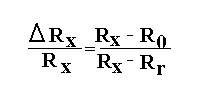 ΔRx/Rx = (Rx - R0)/(Rx - Rr)